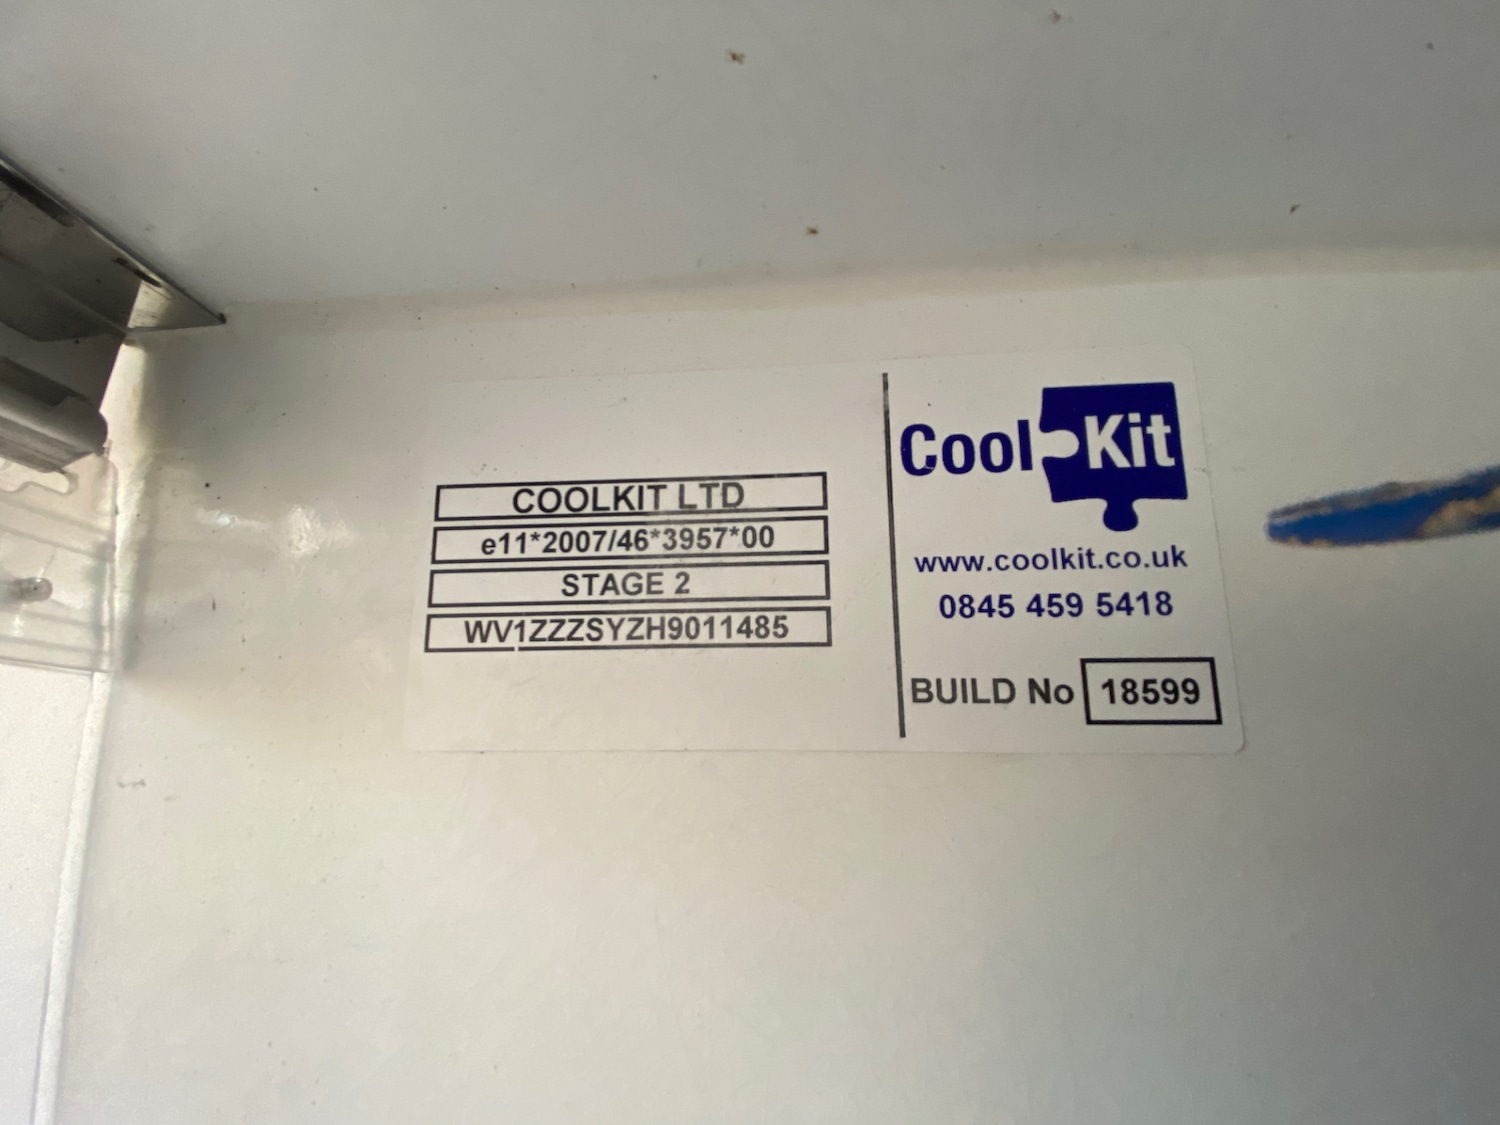 COOLKIT LTD
e11*2007/46*3957*00
STAGE 2
WV1ZZZSYZH9011485
Cool Kit
www.coolkit.co.uk
0845 459 5418
BUILD No 18599